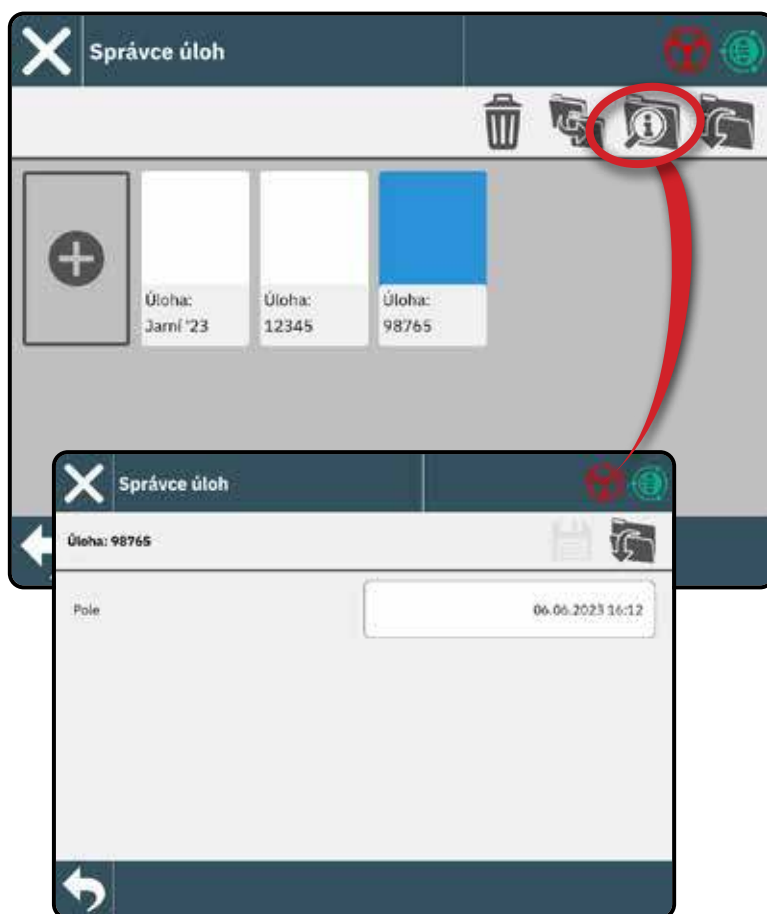 Správce úloh
Úloha:
Jarní '23
Úloha:
12345
Úloha:
98765
Správce úloh
Úloha: 98765
Pole
06.06.2023 16:12